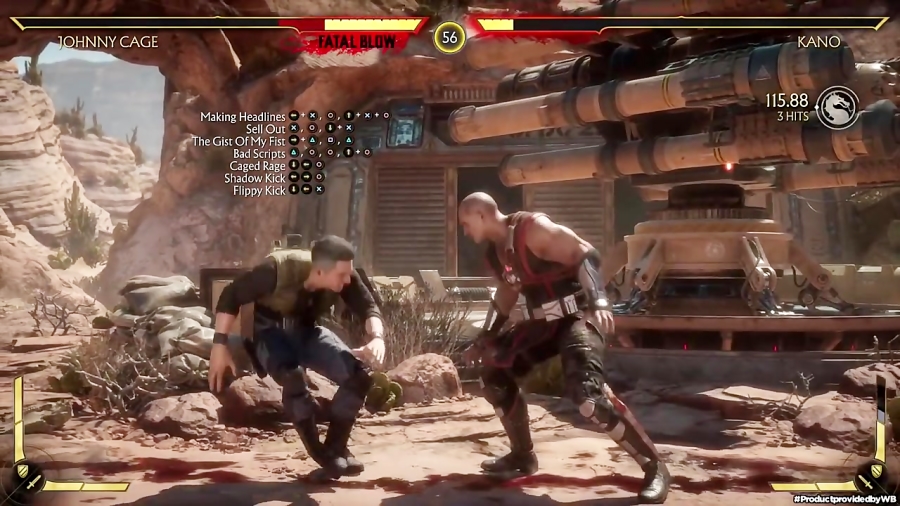 JOHNNY CAGE
FATAL BLOW
56
KANO
115.88
3 HITS
Making Headlines
Sell Out
The Gist Of My Fist
Bad Scripts
Caged Rage
Shadow Kick
Flippy Kick
#ProductprovidedbyWB